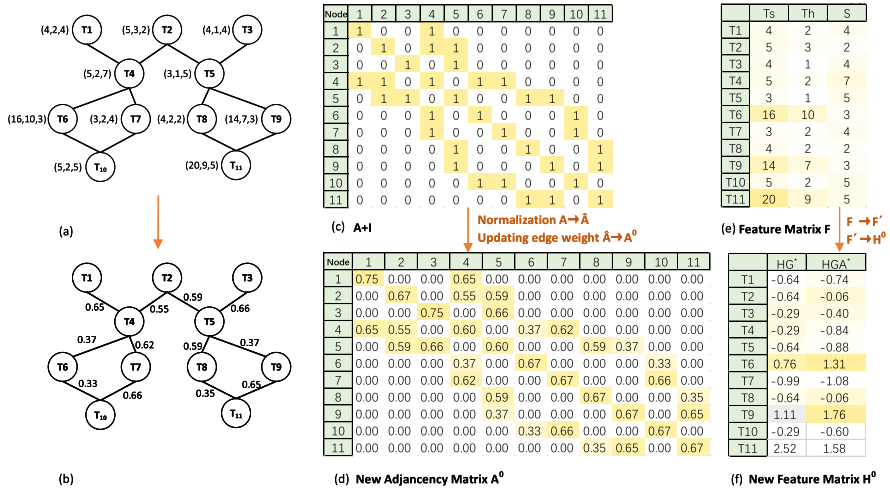 (4,2,4) T1 (5,3,2) T2 (4,1,4) T3
(5,2,7) T4 (3,1,5) T5
(16,10,3) T6 (3,2,4) T7 (4,2,2) T8 (14,7,3) T9
(5,2,5) T10 (20,9,5) T11
(a)
T1 T2 T3
0.65 0.55 0.59 0.66
T4 T5
0.37 0.62 0.59 0.37
T6 T7 T8 T9
0.33 0.66 0.35 0.65
T10 T11
(b)
Node 1 2 3 4 5 6 7 8 9 10 11
1 1 0 0 1 0 0 0 0 0 0 0
2 0 1 0 1 1 0 0 0 0 0 0
3 0 0 1 0 1 0 0 0 0 0 0
4 1 1 0 1 0 1 1 0 0 0 0
5 0 1 1 0 1 0 0 1 1 0 0
6 0 0 0 1 0 1 0 0 0 1 0
7 0 0 0 1 0 0 1 0 0 1 0
8 0 0 0 0 1 0 0 1 0 0 1
9 0 0 0 0 1 0 0 0 1 0 1
10 0 0 0 0 0 1 1 0 0 1 0
11 0 0 0 0 0 0 0 1 1 0 1
(c) A+I
Normalization A→Â
Updating edge weight Â→A⁰
Node 1 2 3 4 5 6 7 8 9 10 11
1 0.75 0.00 0.00 0.65 0.00 0.00 0.00 0.00 0.00 0.00 0.00
2 0.00 0.67 0.00 0.55 0.59 0.00 0.00 0.00 0.00 0.00 0.00
3 0.00 0.00 0.75 0.00 0.66 0.00 0.00 0.00 0.00 0.00 0.00
4 0.65 0.55 0.00 0.60 0.00 0.37 0.62 0.00 0.00 0.00 0.00
5 0.00 0.59 0.66 0.00 0.60 0.00 0.00 0.59 0.37 0.00 0.00
6 0.00 0.00 0.00 0.37 0.00 0.67 0.00 0.00 0.00 0.33 0.00
7 0.00 0.00 0.00 0.62 0.00 0.00 0.67 0.00 0.00 0.66 0.00
8 0.00 0.00 0.00 0.00 0.59 0.00 0.00 0.67 0.00 0.00 0.35
9 0.00 0.00 0.00 0.00 0.37 0.00 0.00 0.00 0.67 0.00 0.65
10 0.00 0.00 0.00 0.00 0.00 0.33 0.66 0.00 0.00 0.67 0.00
11 0.00 0.00 0.00 0.00 0.00 0.00 0.00 0.35 0.65 0.00 0.67
(d) New Adjancency Matrix A⁰
Ts Th S
T1 4 2 4
T2 5 3 2
T3 4 1 4
T4 5 2 7
T5 3 1 5
T6 16 10 3
T7 3 2 4
T8 4 2 2
T9 14 7 3
T10 5 2 5
T11 20 9 5
(e) Feature Matrix F
F →F′
F′→H⁰
HG* HGA*
T1 -0.64 -0.74
T2 -0.64 -0.06
T3 -0.29 -0.40
T4 -0.29 -0.84
T5 -0.64 -0.88
T6 0.76 1.31
T7 -0.99 -1.08
T8 -0.64 -0.06
T9 1.11 1.76
T10 -0.29 -0.60
T11 2.52 1.58
(f) New Feature Matrix H⁰